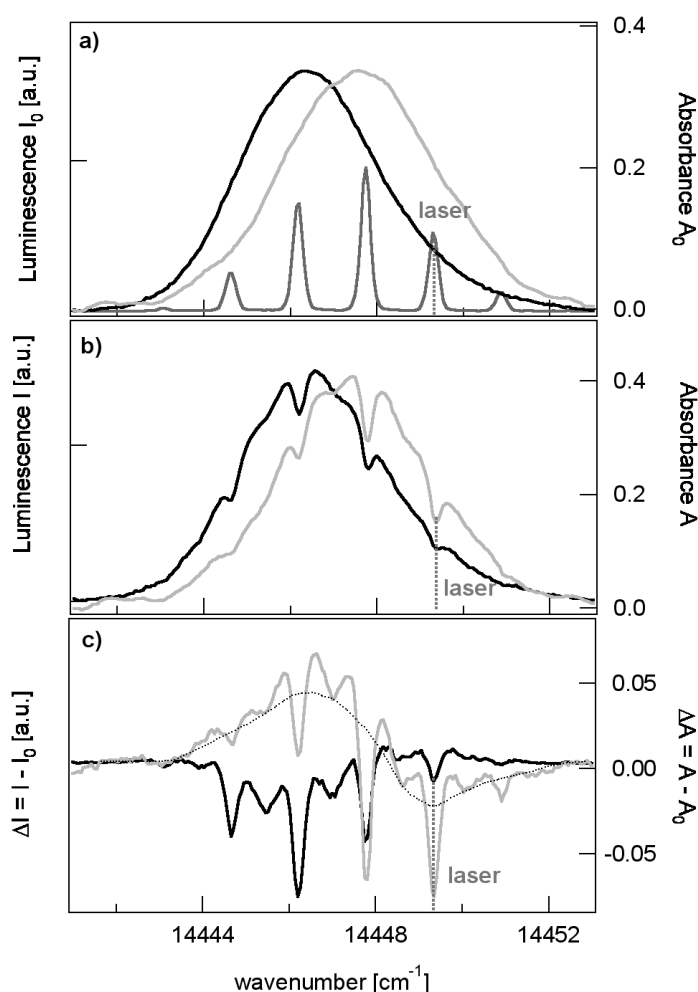 a)
Luminescence I₀ [a.u.]
0.4
0.2
0.0
Absorbance A₀
laser
b)
Luminescence I [a.u.]
0.4
0.2
0.0
Absorbance A
laser
c)
ΔI = I - I₀ [a.u.]
0.05
0.00
-0.05
ΔA = A - A₀
laser
14444
14448
14452
wavenumber [cm⁻¹]